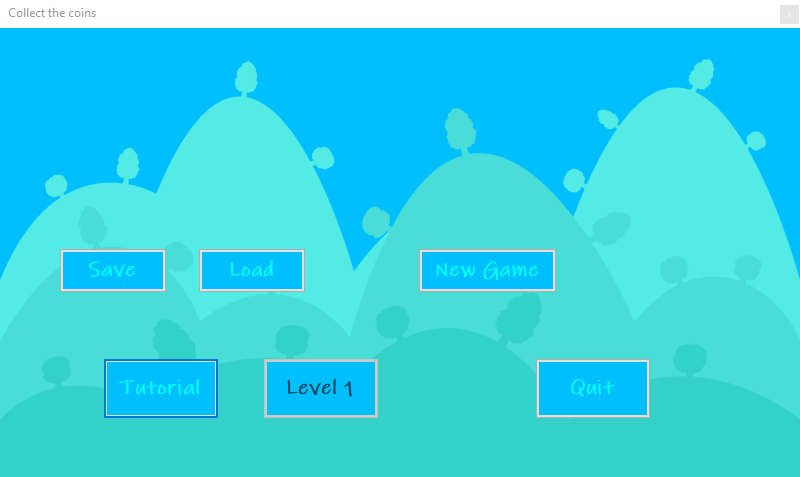 Collect the coins
Save
Load
New Game
Tutorial
Level 1
Quit